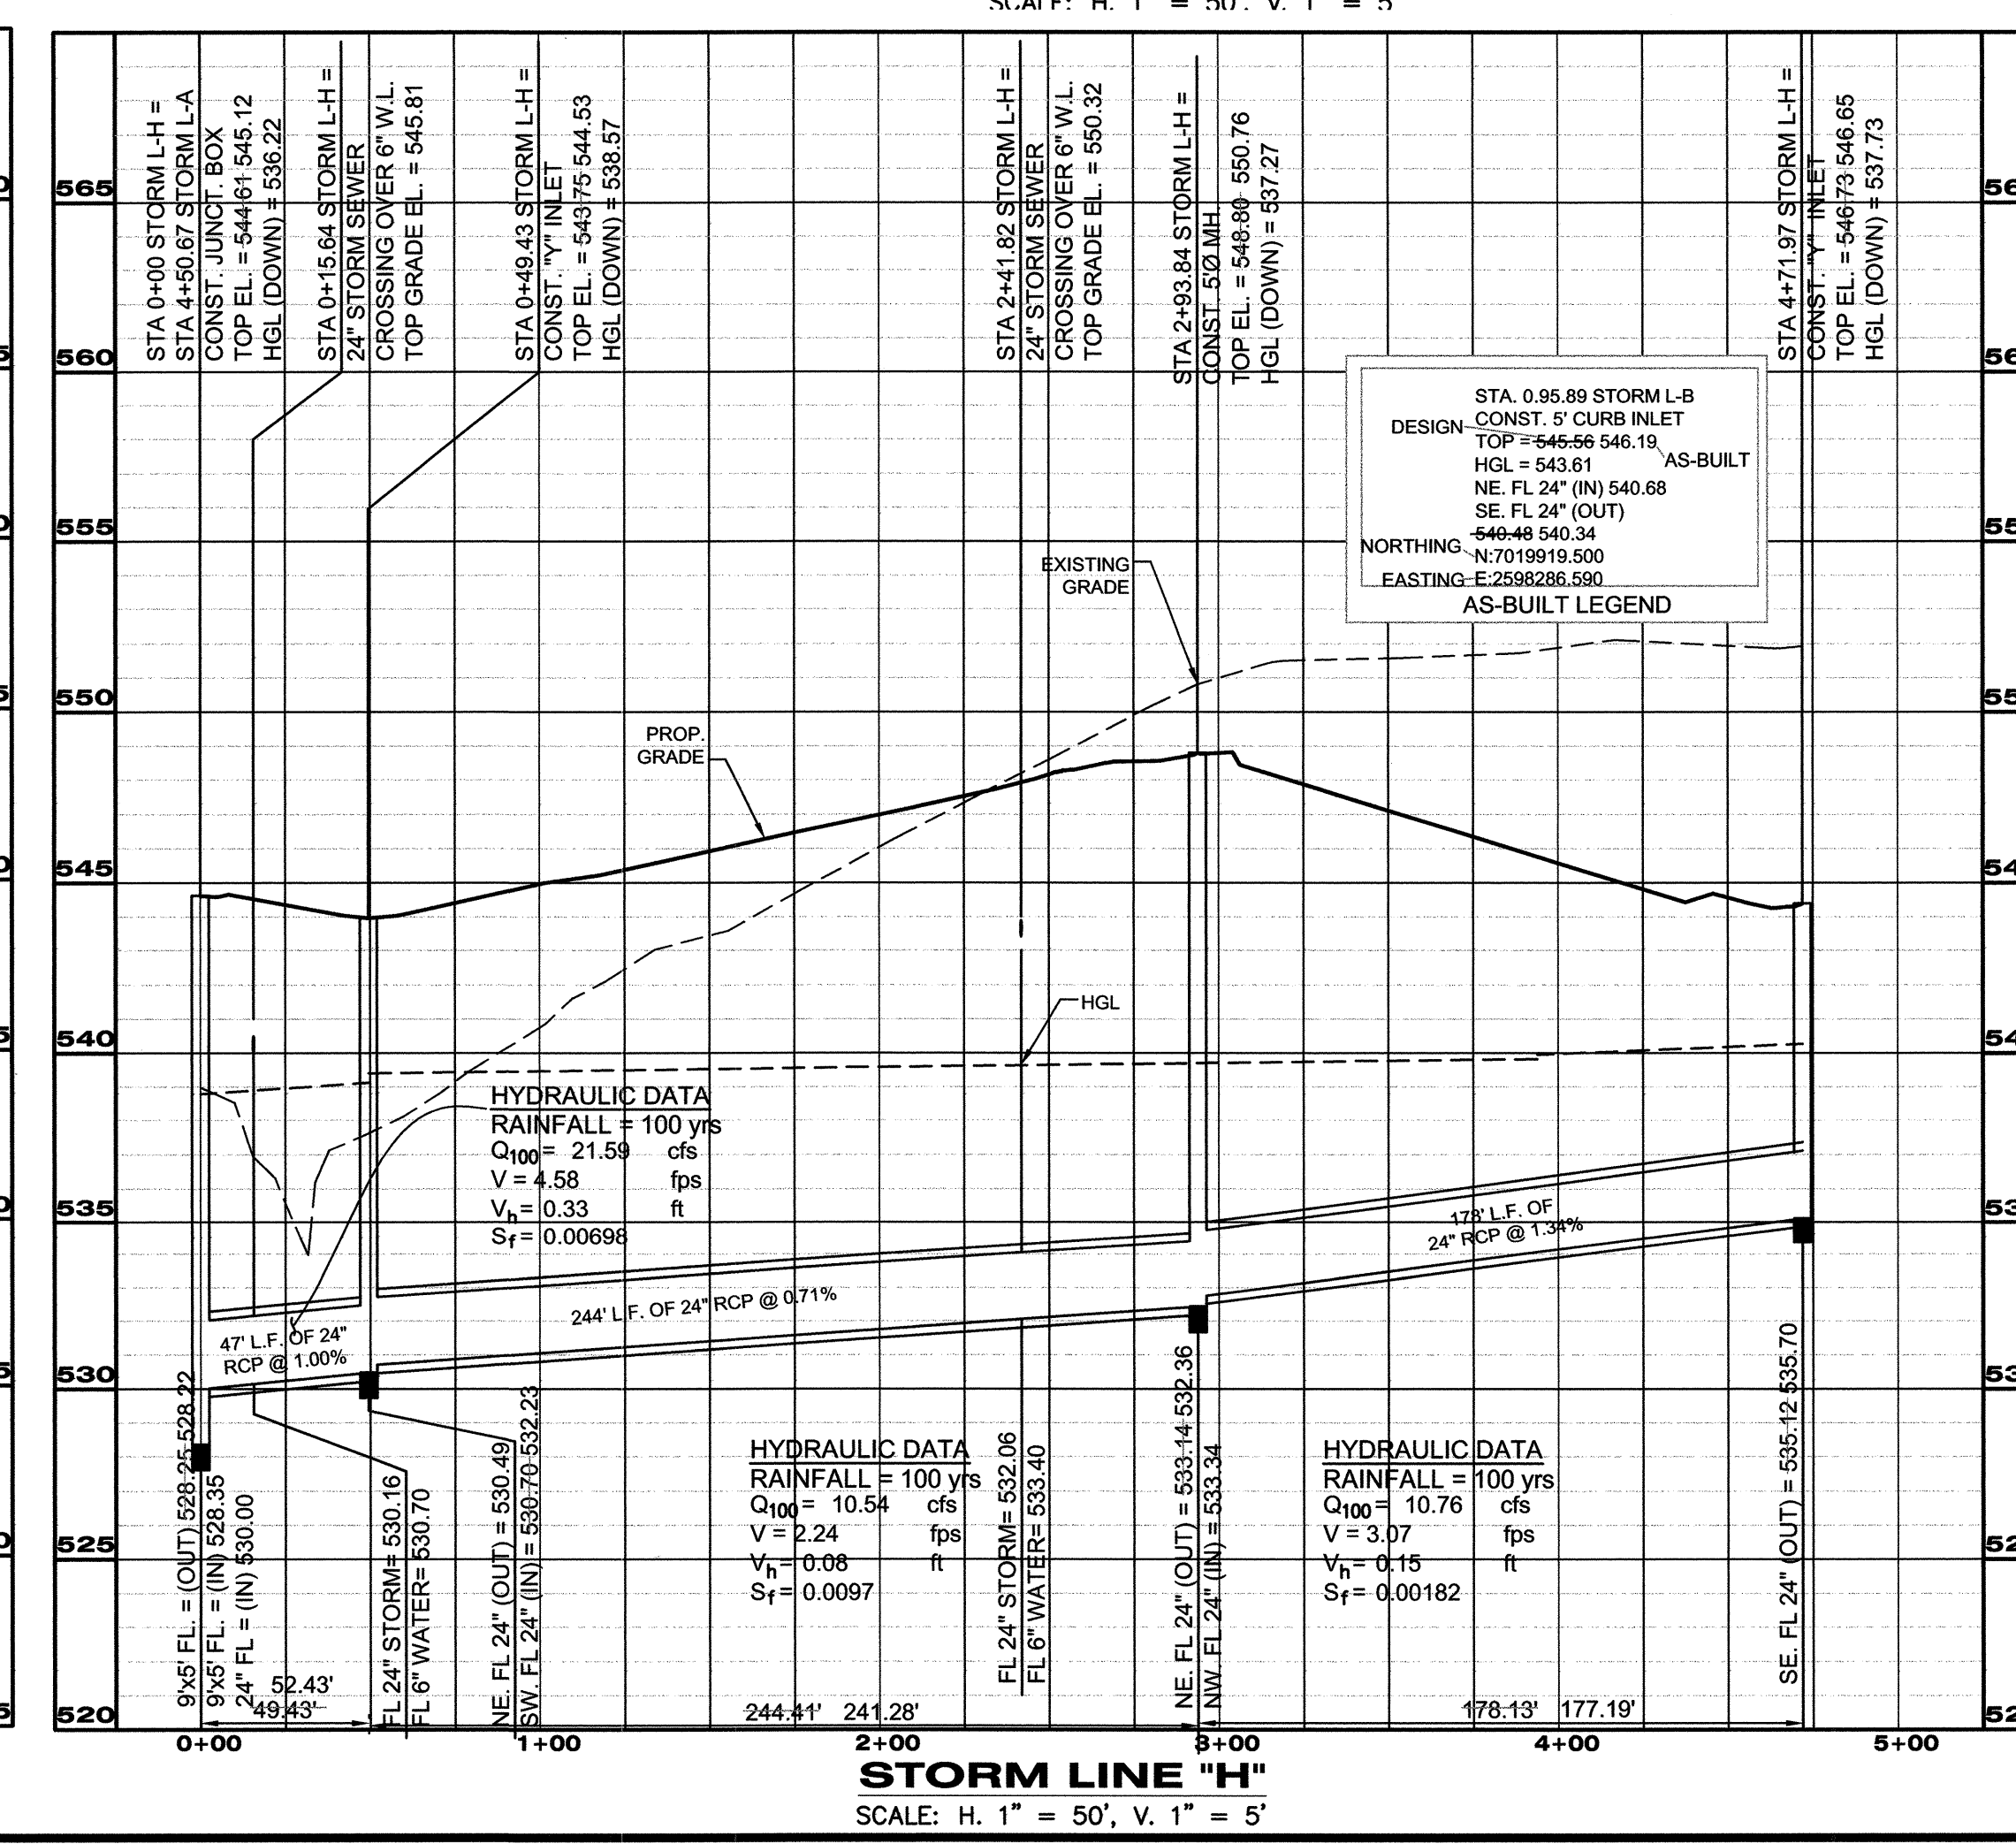 SCALE: H. 1" = 50', V. 1" = 5'
STA 0+00 STORM L-H =
STA 4+50.67 STORM L-A
CONST. JUNCT. BOX
TOP EL. = 544.61 545.12
HGL (DOWN) = 536.22
STA 0+15.64 STORM L-H =
24" STORM SEWER
CROSSING OVER 6" W.L.
TOP GRADE EL. = 545.81
STA 0+49.43 STORM L-H =
CONST. "Y" INLET
TOP EL. = 543.75 544.53
HGL (DOWN) = 538.57
STA 2+41.82 STORM L-H =
24" STORM SEWER
CROSSING OVER 6" W.L.
TOP GRADE EL. = 550.32
STA 2+93.84 STORM L-H =
CONST. 5'Ø MH.
TOP EL. = 548.80 550.76
HGL (DOWN) = 537.27
STA 4+71.97 STORM L-H =
CONST. "Y" INLET
TOP EL. = 546.73 546.65
HGL (DOWN) = 537.73
565
560
555
550
545
540
535
530
525
520
STA. 0.95.89 STORM L-B
CONST. 5' CURB INLET
DESIGN
TOP = 545.56 546.19
AS-BUILT
HGL = 543.61
NE. FL 24" (IN) 540.68
SE. FL 24" (OUT)
540.48 540.34
NORTHING
N:7019919.500
EASTING
E:2598286.590
AS-BUILT LEGEND
EXISTING
GRADE
PROP.
GRADE
HGL
HYDRAULIC DATA
RAINFALL = 100 yrs
Q100= 21.59 cfs
V = 4.58 fps
Vh= 0.33 ft
Sf= 0.00698
47' L.F. OF 24"
RCP @ 1.00%
244' L.F. OF 24" RCP @ 0.71%
178' L.F. OF
24" RCP @ 1.34%
9'x5' FL. = (OUT) 528.25 528.22
9'x5' FL. = (IN) 528.35
24" FL = (IN) 530.00
FL 24" STORM= 530.16
FL 6" WATER= 530.70
NE. FL 24" (OUT) = 530.49
SW. FL 24" (IN) = 530.70 532.23
HYDRAULIC DATA
RAINFALL = 100 yrs
Q100= 10.54 cfs
V = 2.24 fps
Vh= 0.08 ft
Sf= 0.0097
FL 24" STORM= 532.06
FL 6" WATER= 533.40
NE. FL 24" (OUT) = 533.14 532.36
NW. FL 24" (IN) = 533.34
HYDRAULIC DATA
RAINFALL = 100 yrs
Q100= 10.76 cfs
V = 3.07 fps
Vh= 0.15 ft
Sf= 0.00182
SE. FL 24" (OUT) = 535.12 535.70
52.43'
49.43'
244.41' 241.28'
178.13' 177.19'
0+00 1+00 2+00 3+00 4+00 5+00
STORM LINE "H"
SCALE: H. 1" = 50', V. 1" = 5'